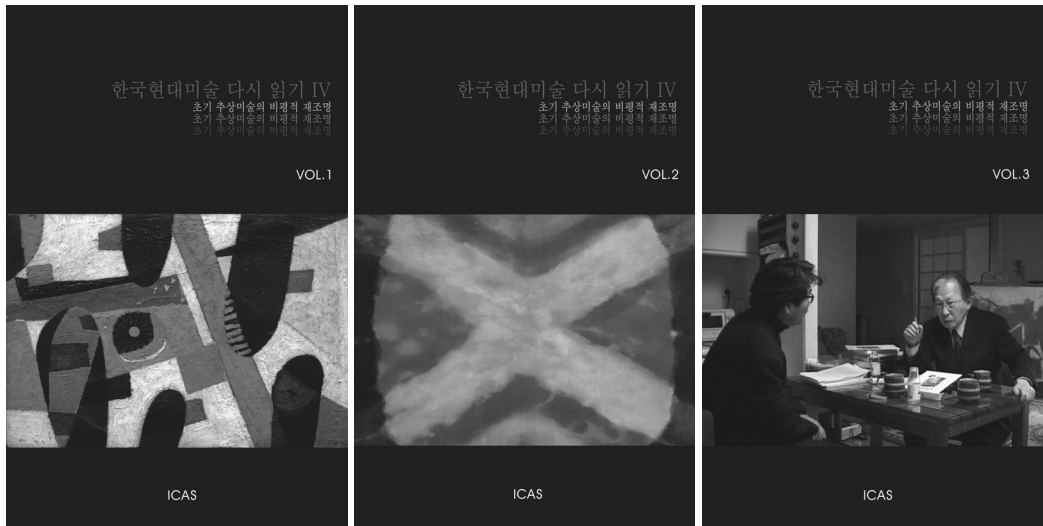 한국현대미술 다시 읽기 IV
초기 추상미술의 비평적 재조명
초기 추상미술의 비평적 재조명
초기 추상미술의 비평적 재조명
VOL.1
ICAS
한국현대미술 다시 읽기 IV
초기 추상미술의 비평적 재조명
초기 추상미술의 비평적 재조명
초기 추상미술의 비평적 재조명
VOL.2
ICAS
한국현대미술 다시 읽기 IV
초기 추상미술의 비평적 재조명
초기 추상미술의 비평적 재조명
초기 추상미술의 비평적 재조명
VOL.3
ICAS